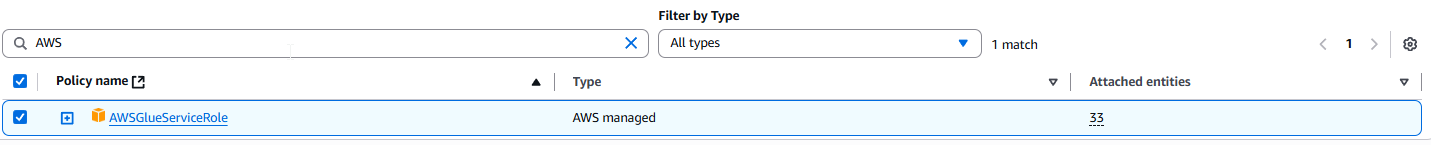 Filter by Type
AWS
All types
1 match
1
Policy name
Type
Attached entities
AWSGlueServiceRole
AWS managed
33